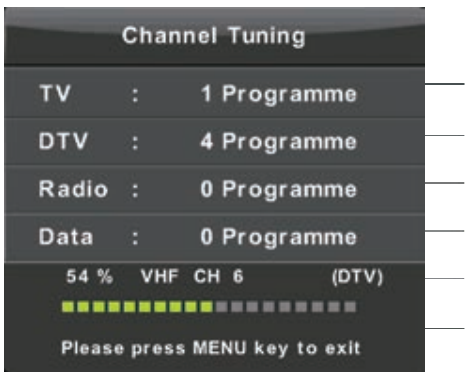 Channel Tuning
TV : 1 Programme
DTV : 4 Programme
Radio : 0 Programme
Data : 0 Programme
54 % VHF CH 6 (DTV)
Please press MENU key to exit